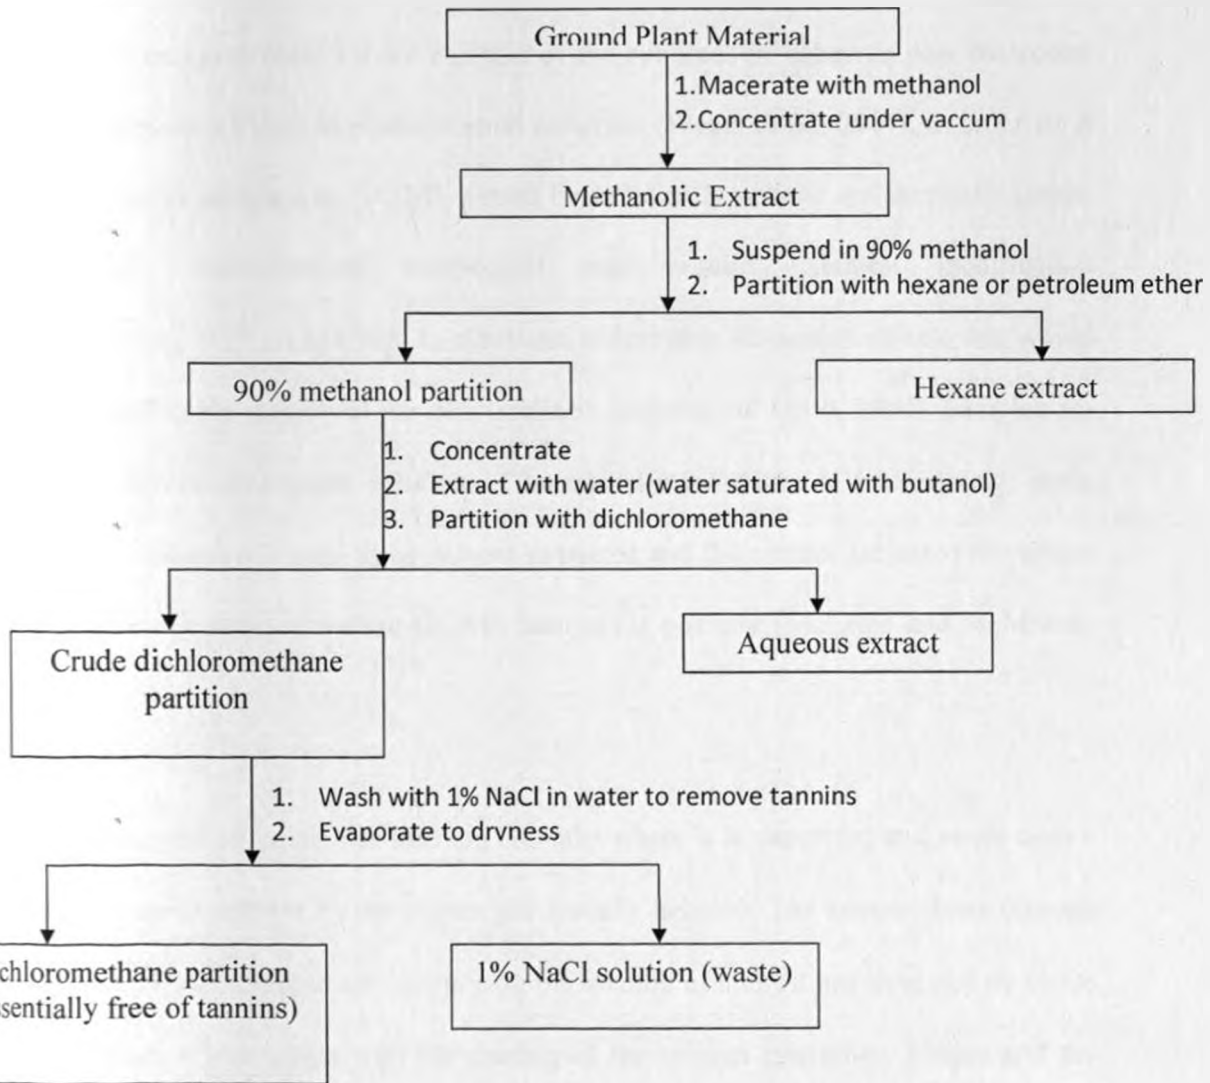 Ground Plant Material
1.Macerate with methanol
2.Concentrate under vaccum
Methanolic Extract
1. Suspend in 90% methanol
2. Partition with hexane or petroleum ether
90% methanol partition
Hexane extract
1. Concentrate
2. Extract with water (water saturated with butanol)
3. Partition with dichloromethane
Crude dichloromethane
partition
Aqueous extract
1. Wash with 1% NaCl in water to remove tannins
2. Evaporate to dryness
chloromethane partition
ssentially free of tannins)
1% NaCl solution (waste)